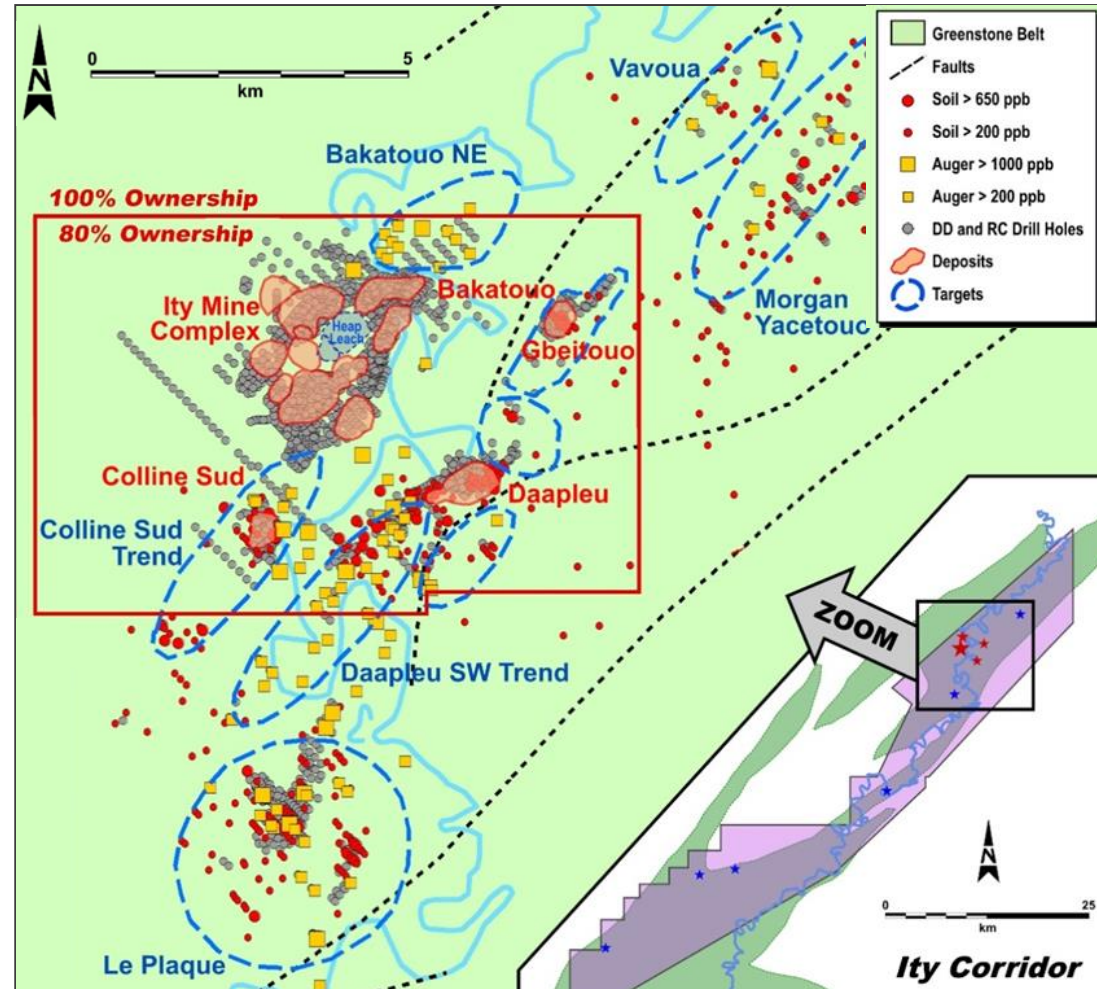 N
0
5
km
Vavoua
Bakatouo NE
100% Ownership
80% Ownership
Ity Mine
Complex
Heap
Leach
Bakatouo
Gbeitouo
Morgan
Yacetouo
Colline Sud
Colline Sud
Trend
Daapleu
Daapleu SW Trend
Le Plaque
Greenstone Belt
Faults
Soil > 650 ppb
Soil > 200 ppb
Auger > 1000 ppb
Auger > 200 ppb
DD and RC Drill Holes
Deposits
Targets
ZOOM
N
0
25
km
Ity Corridor